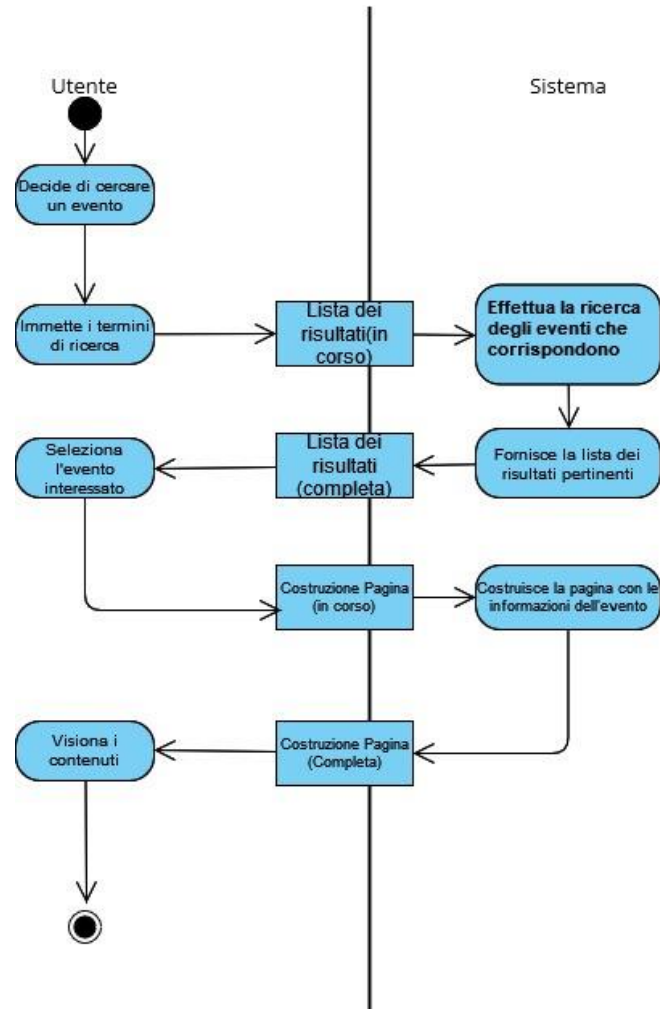 Utente
Sistema
Decide di cercare
un evento
Immette i termini
di ricerca
Lista dei
risultati(in
corso)
Effettua la ricerca
degli eventi che
corrispondono
Seleziona
l'evento
interessato
Lista dei
risultati
(completa)
Fornisce la lista dei
risultati pertinenti
Costruzione Pagina
(in corso)
Costruisce la pagina con le
informazioni dell'evento
Visiona i
contenuti
Costruzione Pagina
(Completa)